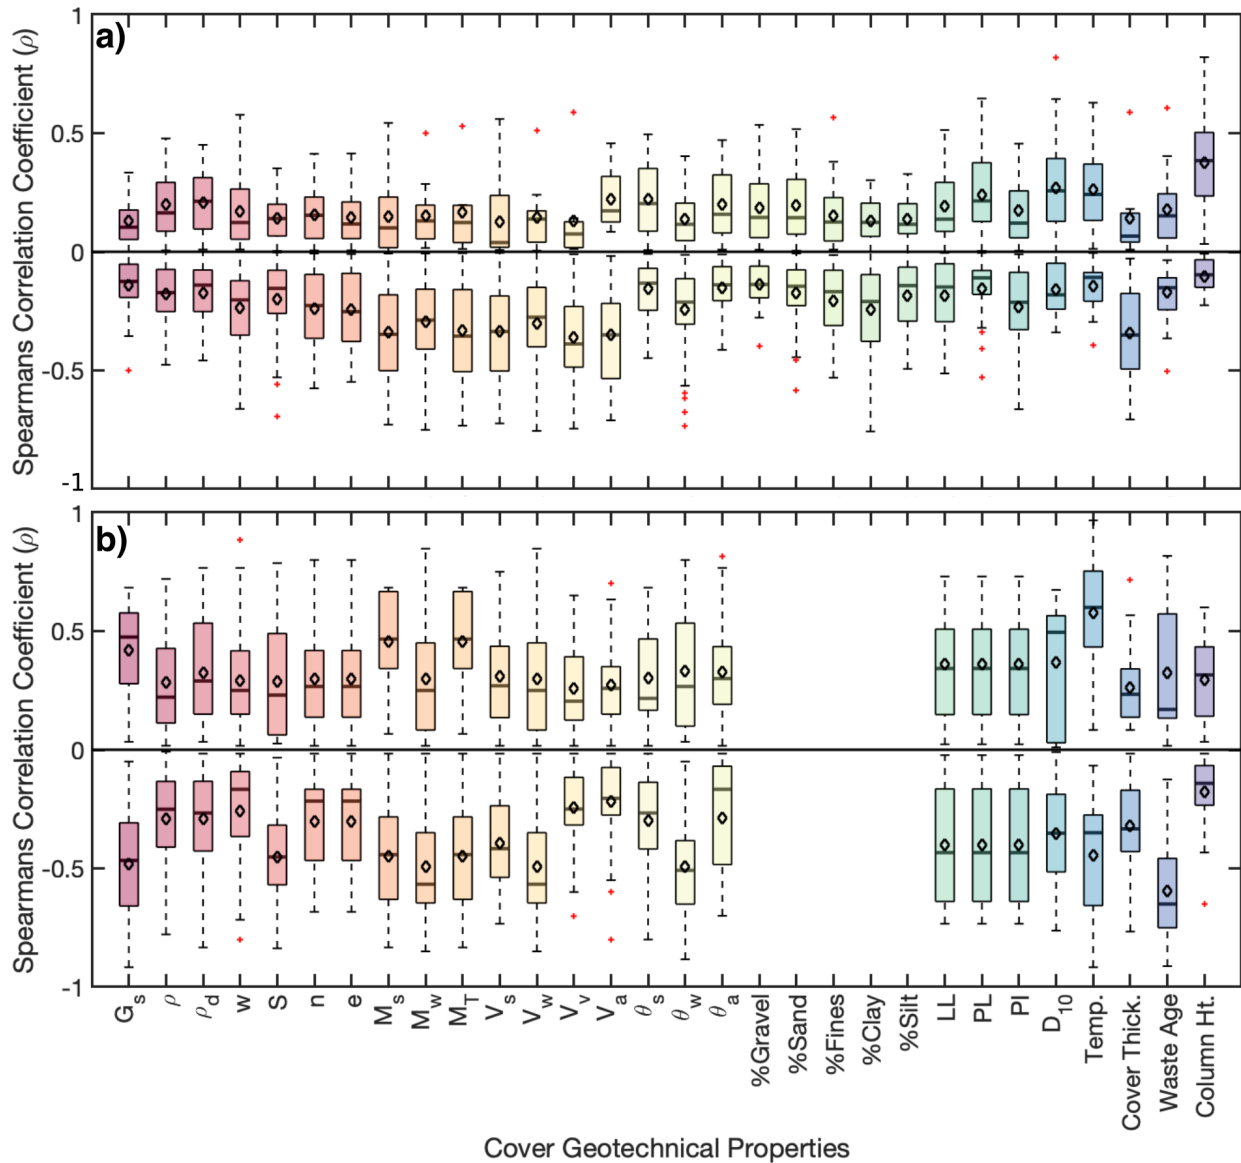 a)
Spearmans Correlation Coefficient (ρ)
1
0.5
0
-0.5
-1
b)
Spearmans Correlation Coefficient (ρ)
1
0.5
0
-0.5
-1
Gs
ρ
ρd
w
S
n
e
Ms
Mw
MT
Vs
Vw
Vv
Va
θs
θw
θa
%Gravel
%Sand
%Fines
%Clay
%Silt
LL
PL
PI
D10
Temp.
Cover Thick.
Waste Age
Column Ht.
Cover Geotechnical Properties